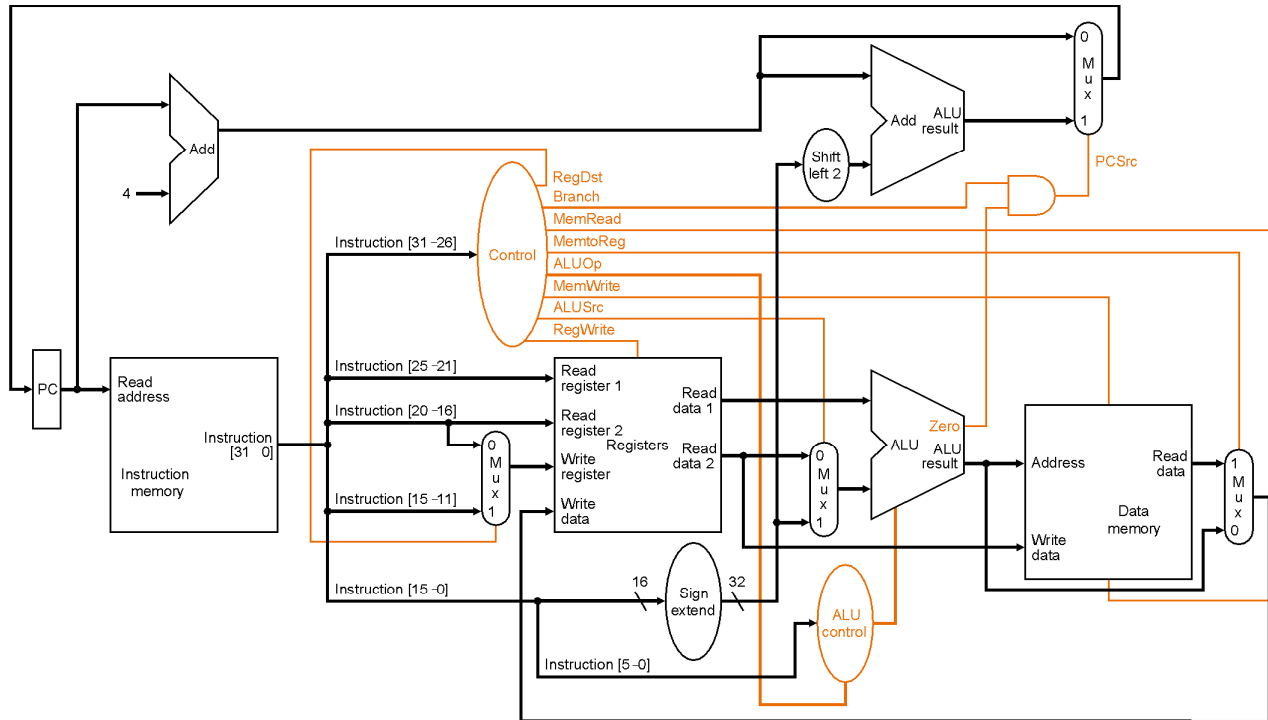 0
M
u
x
1
Add
ALU
result
Add
Shift
left 2
PCSrc
4
RegDst
Branch
MemRead
MemtoReg
ALUOp
MemWrite
ALUSrc
RegWrite
Control
Instruction [31–26]
PC
Read
address
Instruction
[31 0]
Instruction
memory
Instruction [25–21]
Instruction [20–16]
Instruction [15–11]
Instruction [15–0]
Instruction [5–0]
0
M
u
x
1
Read
register 1
Read
register 2
Write
register
Write
data
Registers
Read
data 1
Read
data 2
0
M
u
x
1
Zero
ALU
ALU
result
Address
Read
data
Data
memory
Write
data
1
M
u
x
0
16
Sign
extend
32
ALU
control